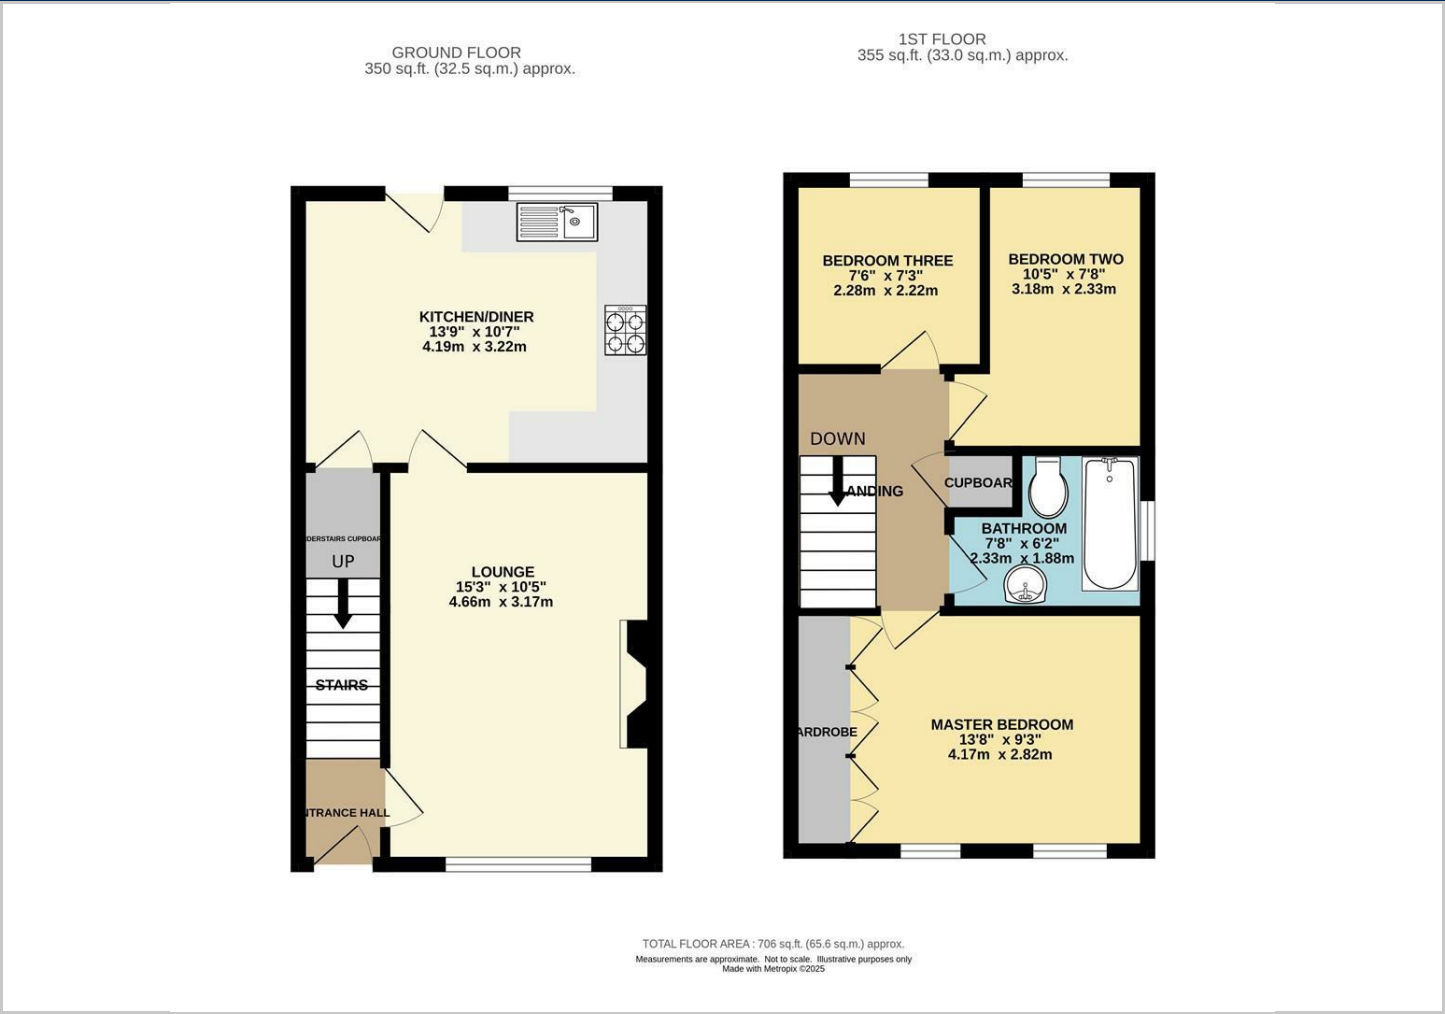 GROUND FLOOR
350 sq.ft. (32.5 sq.m.) approx.
1ST FLOOR
355 sq.ft. (33.0 sq.m.) approx.
KITCHEN/DINER
13'9" x 10'7"
4.19m x 3.22m
DERSTAIRS CUPBOAR
UP
LOUNGE
15'3" x 10'5"
4.66m x 3.17m
STAIRS
NTRANCE HALL
BEDROOM THREE
7'6" x 7'3"
2.28m x 2.22m
BEDROOM TWO
10'5" x 7'8"
3.18m x 2.33m
DOWN
ANDING
CUPBOAR
BATHROOM
7'8" x 6'2"
2.33m x 1.88m
ARDROBE
MASTER BEDROOM
13'8" x 9'3"
4.17m x 2.82m
TOTAL FLOOR AREA : 706 sq.ft. (65.6 sq.m.) approx.
Measurements are approximate. Not to scale. Illustrative purposes only
Made with Metropix ©2025